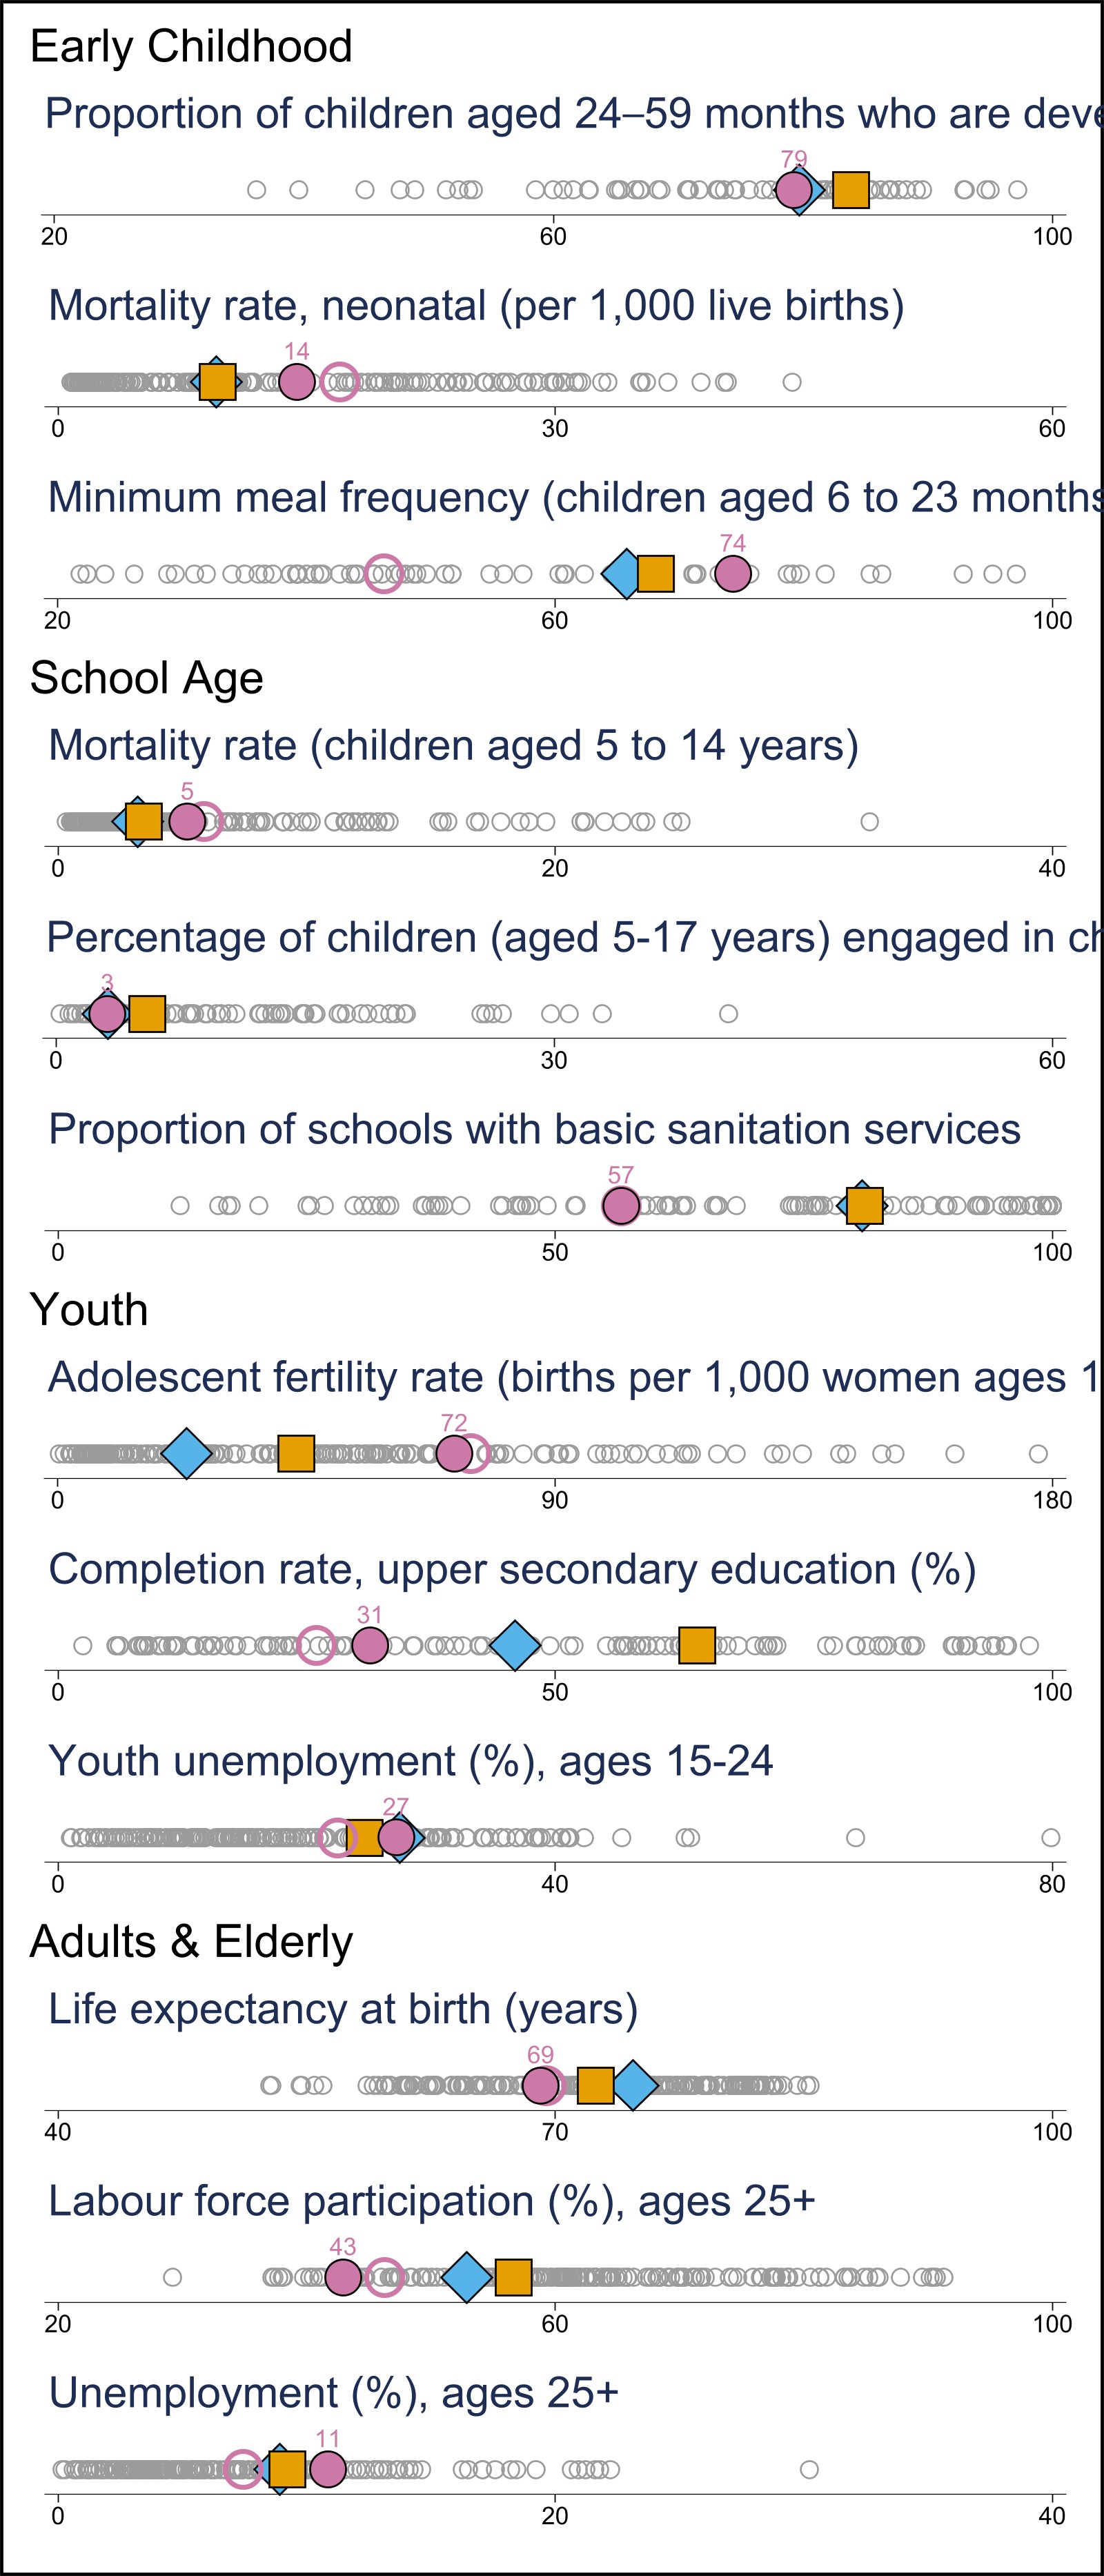 Early Childhood
Proportion of children aged 24–59 months who are deve
79
20 60 100
Mortality rate, neonatal (per 1,000 live births)
14
0 30 60
Minimum meal frequency (children aged 6 to 23 months
74
20 60 100
School Age
Mortality rate (children aged 5 to 14 years)
5
0 20 40
Percentage of children (aged 5-17 years) engaged in ch
3
0 30 60
Proportion of schools with basic sanitation services
57
0 50 100
Youth
Adolescent fertility rate (births per 1,000 women ages 1
72
0 90 180
Completion rate, upper secondary education (%)
31
0 50 100
Youth unemployment (%), ages 15-24
27
0 40 80
Adults & Elderly
Life expectancy at birth (years)
69
40 70 100
Labour force participation (%), ages 25+
43
20 60 100
Unemployment (%), ages 25+
11
0 20 40